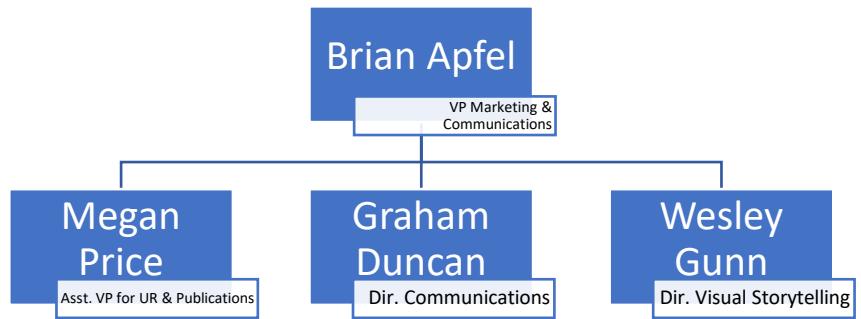 Brian Apfel
VP Marketing &
Communications
Megan
Price
Asst. VP for UR & Publications
Graham
Duncan
Dir. Communications
Wesley
Gunn
Dir. Visual Storytelling